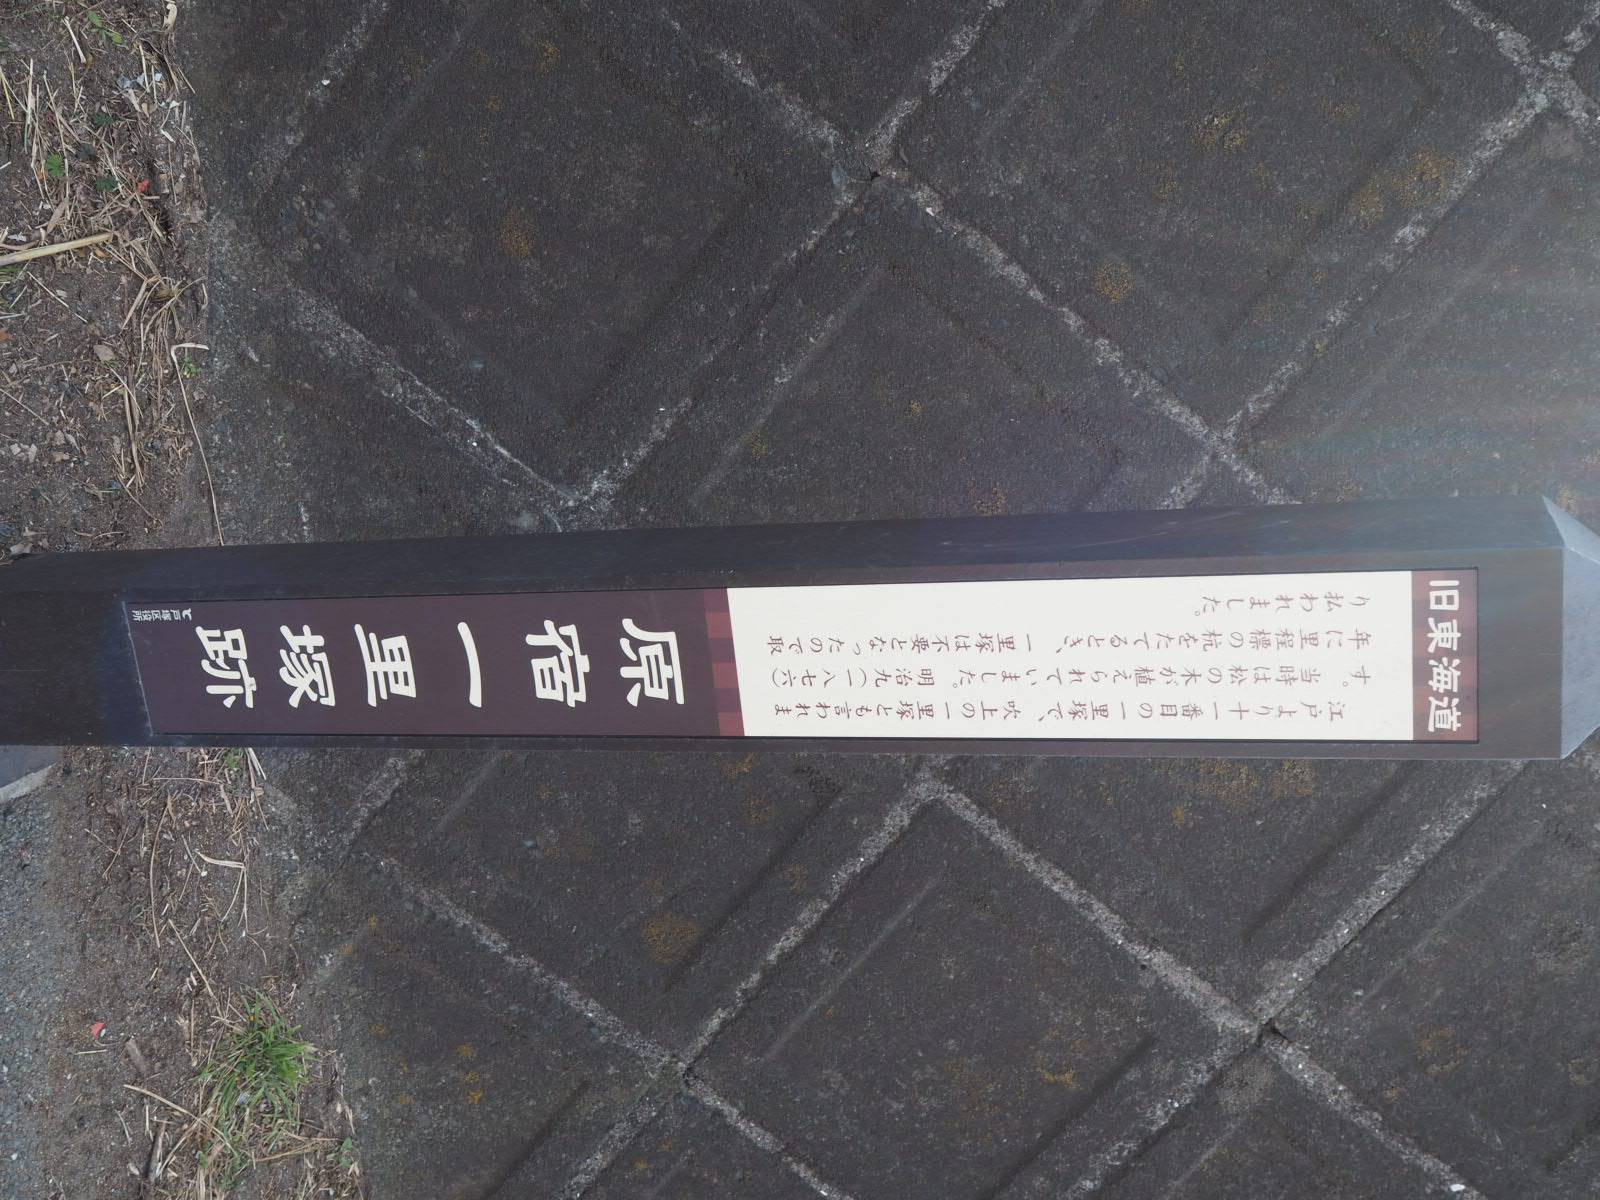 旧東海道
江戸より十一番目の一里塚で、吹上の一里塚とも言われま
す。当時は松の木が植えられていました。明治九(一八七六)
年に里程標の杭をたてるとき、一里塚は不要となったので取
り払われました。
原宿一里塚跡
戸塚区役所